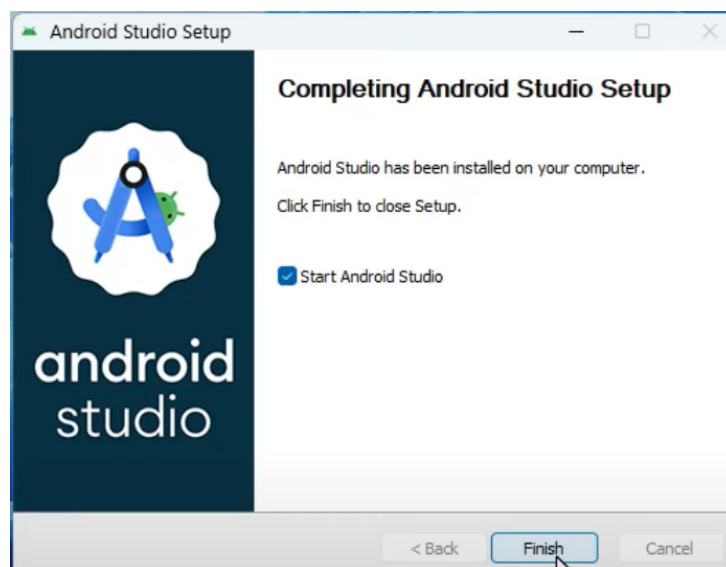 Android Studio Setup
Completing Android Studio Setup
Android Studio has been installed on your computer.
Click Finish to close Setup.
Start Android Studio
android
studio
< Back
Finish
Cancel